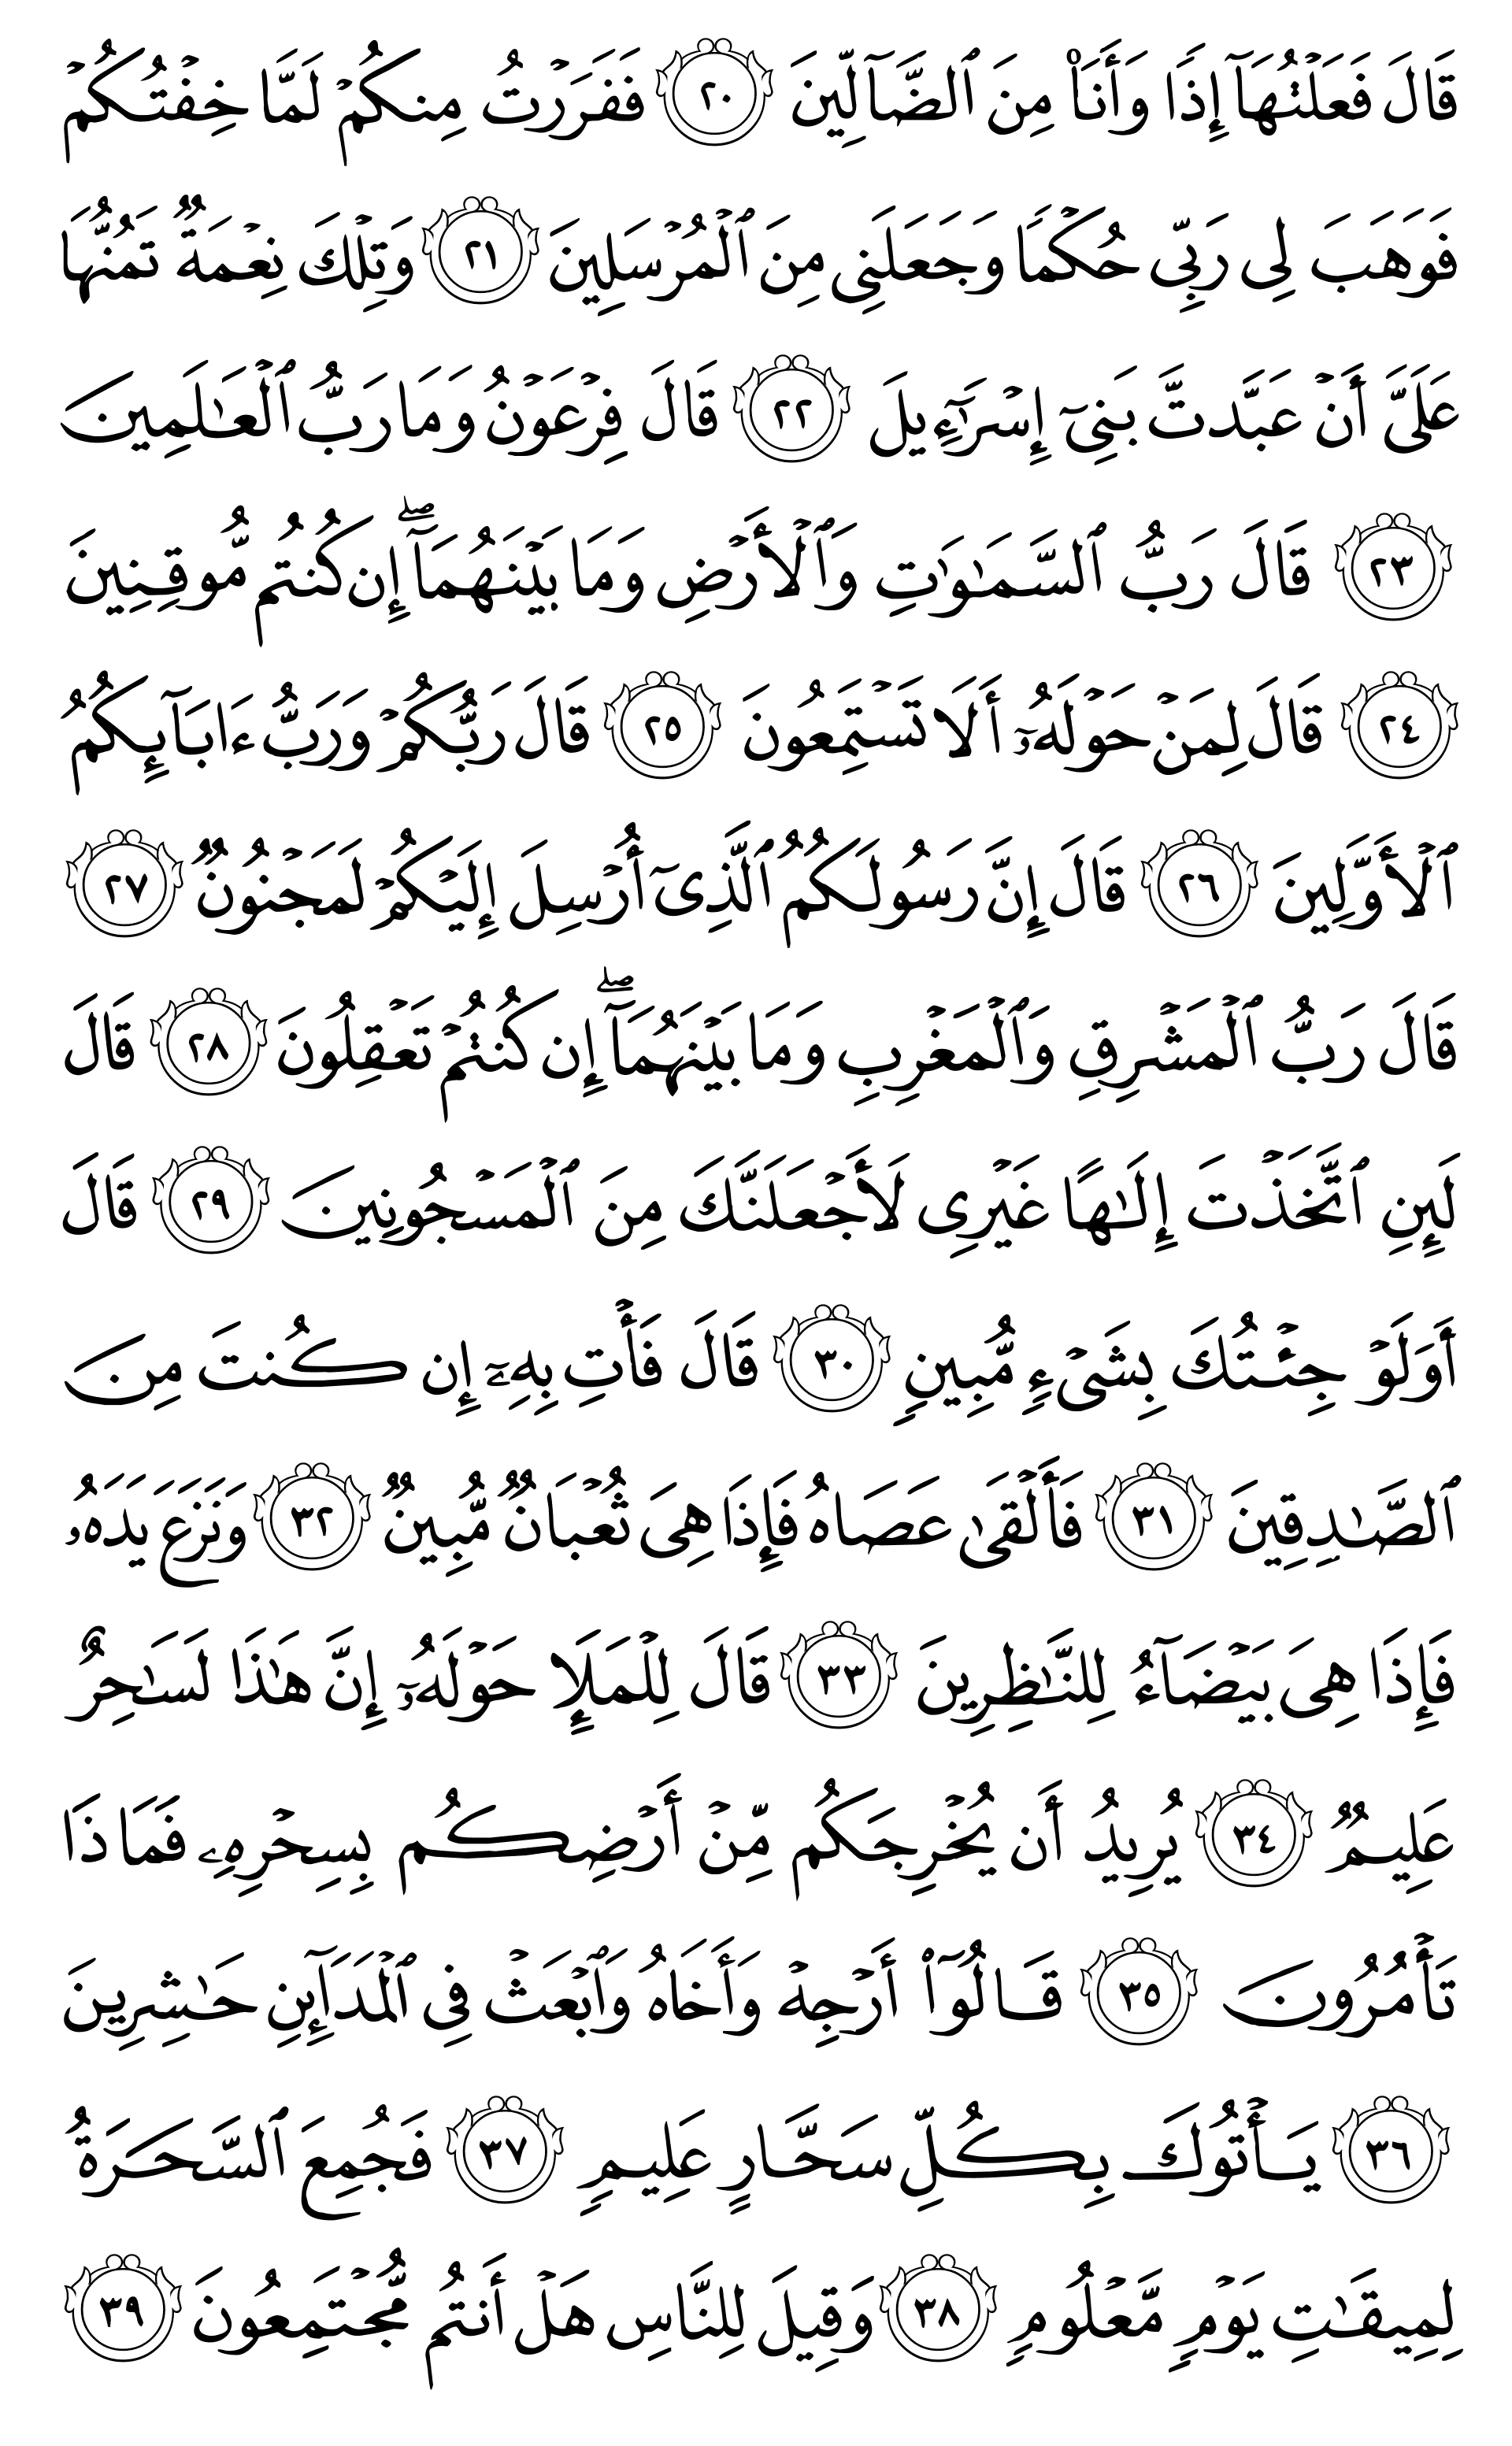 قَالَ فَعَلْتُهَآ إِذًا وَأَنَا۠ مِنَ ٱلضَّآلِّينَ ٢٠ فَفَرَرْتُ مِنكُمْ لَمَّا خِفْتُكُمْ
فَوَهَبَ لِى رَبِّى حُكْمًا وَجَعَلَنِى مِنَ ٱلْمُرْسَلِينَ ٢١ وَتِلْكَ نِعْمَةٌ تَمُنُّهَا
عَلَىَّ أَنْ عَبَّدتَّ بَنِىٓ إِسْرَٰٓءِيلَ ٢٢ قَالَ فِرْعَوْنُ وَمَا رَبُّ ٱلْعَٰلَمِينَ
٢٣ قَالَ رَبُّ ٱلسَّمَٰوَٰتِ وَٱلْأَرْضِ وَمَا بَيْنَهُمَآ ۖ إِن كُنتُم مُّوقِنِينَ
٢٤ قَالَ لِمَنْ حَوْلَهُۥٓ أَلَا تَسْتَمِعُونَ ٢٥ قَالَ رَبُّكُمْ وَرَبُّ ءَابَآئِكُمُ
ٱلْأَوَّلِينَ ٢٦ قَالَ إِنَّ رَسُولَكُمُ ٱلَّذِىٓ أُرْسِلَ إِلَيْكُمْ لَمَجْنُونٌ ٢٧
قَالَ رَبُّ ٱلْمَشْرِقِ وَٱلْمَغْرِبِ وَمَا بَيْنَهُمَآ ۖ إِن كُنتُمْ تَعْقِلُونَ ٢٨ قَالَ
لَئِنِ ٱتَّخَذْتَ إِلَٰهًا غَيْرِى لَأَجْعَلَنَّكَ مِنَ ٱلْمَسْجُونِينَ ٢٩ قَالَ
أَوَلَوْ جِئْتُكَ بِشَىْءٍ مُّبِينٍ ٣٠ قَالَ فَأْتِ بِهِۦٓ إِن كُنتَ مِنَ
ٱلصَّٰدِقِينَ ٣١ فَأَلْقَىٰ عَصَاهُ فَإِذَا هِىَ ثُعْبَانٌ مُّبِينٌ ٣٢ وَنَزَعَ يَدَهُۥ
فَإِذَا هِىَ بَيْضَآءُ لِلنَّٰظِرِينَ ٣٣ قَالَ لِلْمَلَإِ حَوْلَهُۥٓ إِنَّ هَٰذَا لَسَٰحِرٌ
عَلِيمٌ ٣٤ يُرِيدُ أَن يُخْرِجَكُم مِّنْ أَرْضِكُم بِسِحْرِهِۦ فَمَاذَا
تَأْمُرُونَ ٣٥ قَالُوٓا۟ أَرْجِهْ وَأَخَاهُ وَٱبْعَثْ فِى ٱلْمَدَآئِنِ حَٰشِرِينَ
٣٦ يَأْتُوكَ بِكُلِّ سَحَّارٍ عَلِيمٍ ٣٧ فَجُمِعَ ٱلسَّحَرَةُ
لِمِيقَٰتِ يَوْمٍ مَّعْلُومٍ ٣٨ وَقِيلَ لِلنَّاسِ هَلْ أَنتُم مُّجْتَمِعُونَ ٣٩